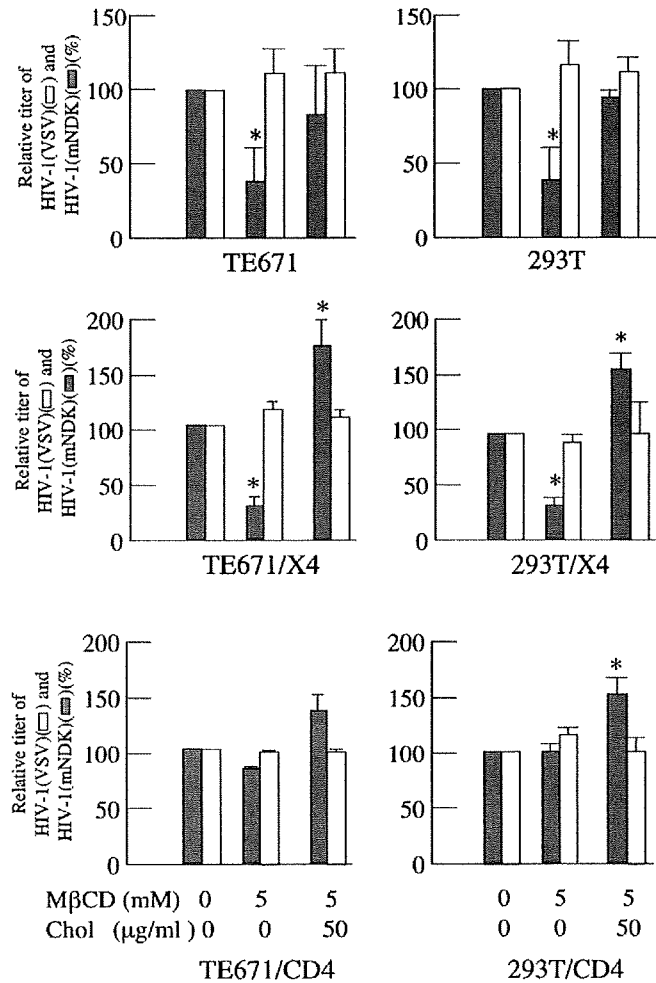 Relative titer of
HIV-1(VSV)(□) and
HIV-1(mNDK)(■)(%)
150
100
50
0
*
TE671
150
100
50
0
*
293T
Relative titer of
HIV-1(VSV)(□) and
HIV-1(mNDK)(■)(%)
200
150
100
50
0
*
*
TE671/X4
200
150
100
50
0
*
*
293T/X4
Relative titer of
HIV-1(VSV)(□) and
HIV-1(mNDK)(■)(%)
200
150
100
50
0
200
150
100
50
0
*
MβCD (mM) 0 5 5 0 5 5
Chol (μg/ml) 0 0 50 0 0 50
TE671/CD4 293T/CD4